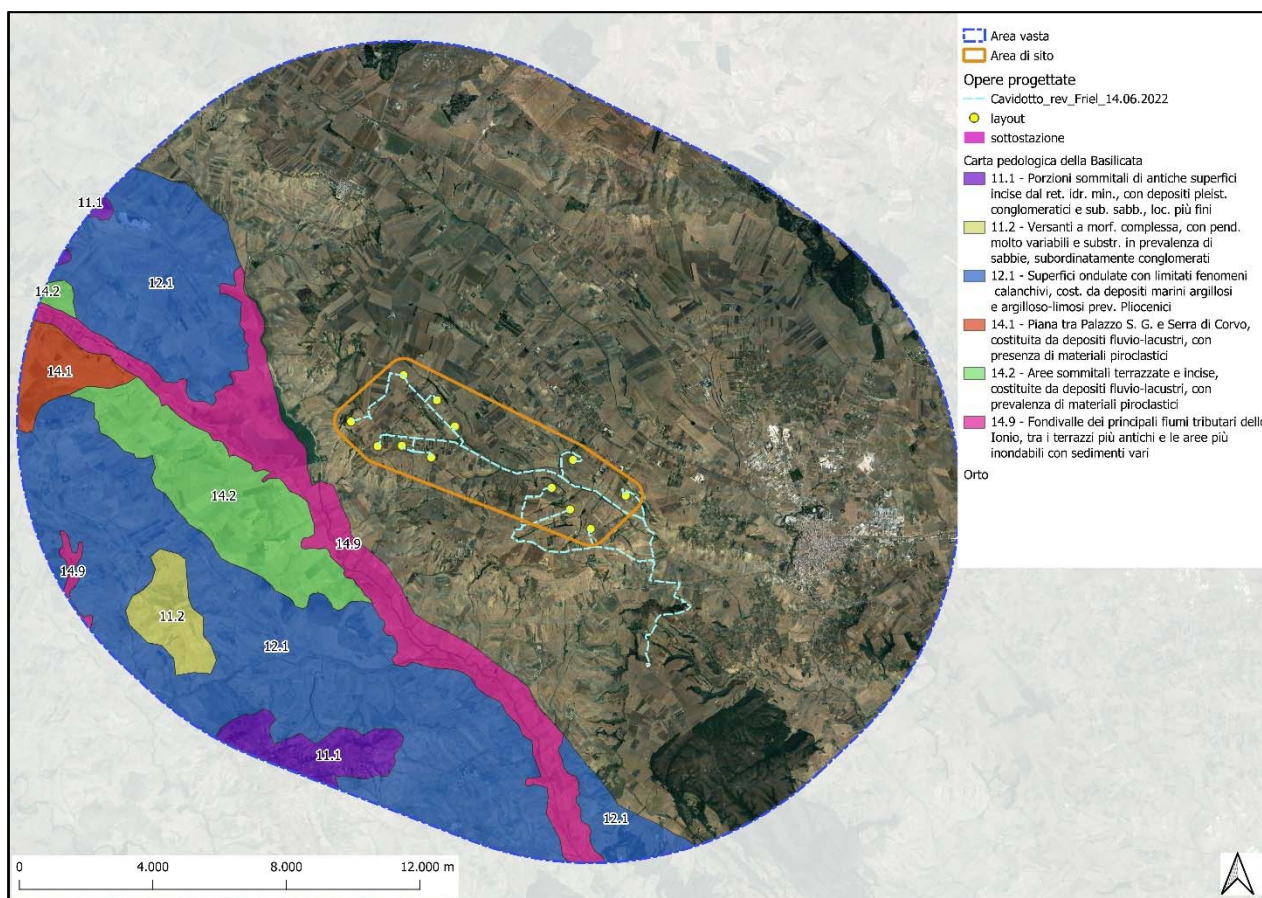 Area vasta
Area di sito
Opere progettate
Cavidotto_rev_Friel_14.06.2022
layout
sottostazione
Carta pedologica della Basilicata
11.1 - Porzioni sommitali di antiche superfici
incise dal ret. idr. min., con depositi pleist.
conglomeratici e sub. sabb., loc. più fini
11.2 - Versanti a morf. complessa, con pend.
molto variabili e substr. in prevalenza di
sabbie, subordinatamente conglomerati
12.1 - Superfici ondulate con limitati fenomeni
calanchivi, cost. da depositi marini argillosi
e argilloso-limosi prev. Pliocenici
14.1 - Piana tra Palazzo S. G. e Serra di Corvo,
costituita da depositi fluvio-lacustri, con
presenza di materiali piroclastici
14.2 - Aree sommitali terrazzate e incise,
costituite da depositi fluvio-lacustri, con
prevalenza di materiali piroclastici
14.9 - Fondivalle dei principali fiumi tributari dello
Ionio, tra i terrazzi più antichi e le aree più
inondabili con sedimenti vari
Orto
11.1
12.1
14.2
14.1
14.2
14.9
14.9
11.2
12.1
11.1
12.1
0 4.000 8.000 12.000 m